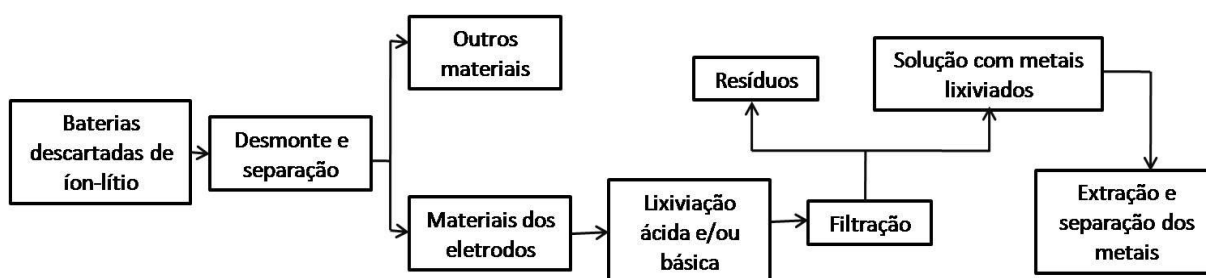 Baterias
descartadas de
íon-lítio
Desmonte e
separação
Outros
materiais
Materiais dos
eletrodos
Lixiviação
ácida e/ou
básica
Filtração
Resíduos
Solução com metais
lixiviados
Extração e
separação dos
metais